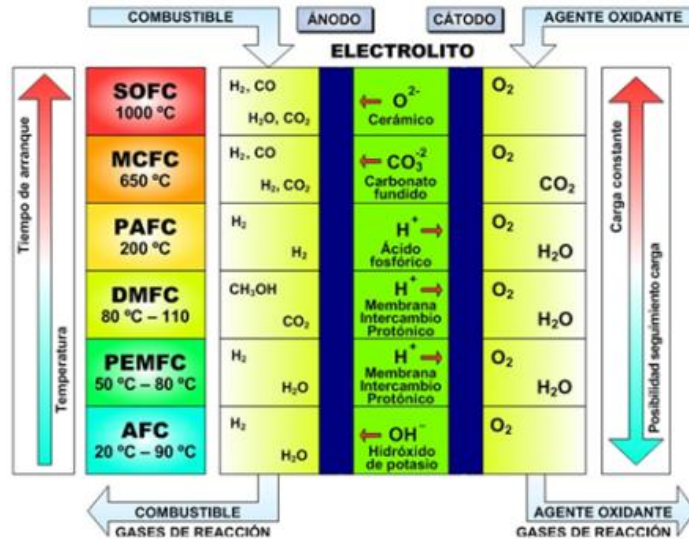 COMBUSTIBLE
ÁNODO
CÁTODO
AGENTE OXIDANTE
ELECTROLITO
Tiempo de arranque
Temperatura
SOFC
1000 ºC
H₂, CO
H₂O, CO₂
O²⁻
Cerámico
O₂
MCFC
650 ºC
H₂, CO
H₂, CO₂
CO₃⁻²
Carbonato
fundido
O₂
CO₂
PAFC
200 ºC
H₂
H₂
H⁺
Ácido
fosfórico
O₂
H₂O
DMFC
80 ºC – 110
CH₃OH
CO₂
H⁺
Membrana
Intercambio
Protónico
O₂
H₂O
PEMFC
50 ºC – 80 ºC
H₂
H₂O
H⁺
Membrana
Intercambio
Protónico
O₂
H₂O
AFC
20 ºC – 90 ºC
H₂
H₂O
OH⁻
Hidróxido
de potasio
O₂
Carga constante
Posibilidad seguimiento carga
COMBUSTIBLE
GASES DE REACCIÓN
AGENTE OXIDANTE
GASES DE REACCIÓN